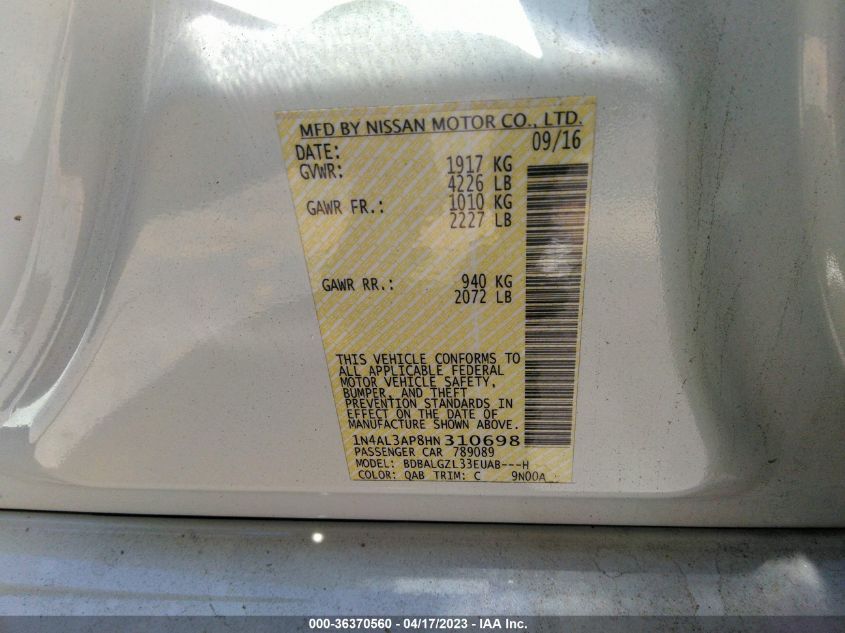 MFD BY NISSAN MOTOR CO., LTD.
DATE: 09/16
GVWR: 1917 KG
4226 LB
GAWR FR.: 1010 KG
2227 LB
GAWR RR.: 940 KG
2072 LB
THIS VEHICLE CONFORMS TO
ALL APPLICABLE FEDERAL
MOTOR VEHICLE SAFETY,
BUMPER, AND THEFT
PREVENTION STANDARDS IN
EFFECT ON THE DATE OF
MANUFACTURE SHOWN ABOVE.
1N4AL3AP8HN310698
PASSENGER CAR 789089
MODEL: BDBALGZL33EUAB---H
COLOR: QAB TRIM: C 9N00A
000-36370560 - 04/17/2023 - IAA Inc.